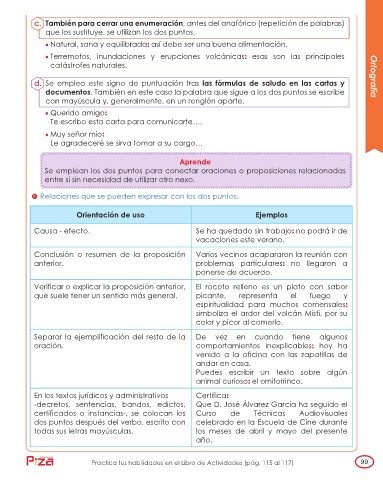 c. También para cerrar una enumeración, antes del anafórico (repetición de palabras)
que los sustituye, se utilizan los dos puntos.
• Natural, sana y equilibrada: así debe ser una buena alimentación.
• Terremotos, inundaciones y erupciones volcánicas: esas son las principales
catástrofes naturales.
d. Se emplea este signo de puntuación tras las fórmulas de saludo en las cartas y
documentos. También en este caso la palabra que sigue a los dos puntos se escribe
con mayúscula y, generalmente, en un renglón aparte.
• Querido amigo:
Te escribo esta carta para comunicarte….
• Muy señor mío:
Le agradeceré se sirva tomar a su cargo…
Ortografía
Aprende
Se emplean los dos puntos para conectar oraciones o proposiciones relacionadas
entre sí sin necesidad de utilizar otro nexo.
Relaciones que se pueden expresar con los dos puntos.
Orientación de uso
Ejemplos
Causa - efecto.
Se ha quedado sin trabajo: no podrá ir de
vacaciones este verano.
Conclusión o resumen de la proposición
anterior.
Varios vecinos acapararon la reunión con
problemas particulares: no llegaron a
ponerse de acuerdo.
Verificar o explicar la proposición anterior,
que suele tener un sentido más general.
El rocoto relleno es un plato con sabor
picante, representa el fuego y
espiritualidad para muchos comensales:
simboliza el ardor del volcán Misti, por su
color y picor al comerlo.
Separar la ejemplificación del resto de la
oración.
De vez en cuando tiene algunos
comportamientos inexplicables: hoy ha
venido a la oficina con las zapatillas de
andar en casa.
Puedes escribir un texto sobre algún
animal curioso: el ornitorrinco.
En los textos jurídicos y administrativos
-decretos, sentencias, bandos, edictos,
certificados o instancias-, se colocan los
dos puntos después del verbo, escrito con
todas sus letras mayúsculas.
Certifica:
Que D. José Álvarez García ha seguido el
Curso de Técnicas Audiovisuales
celebrado en la Escuela de Cine durante
los meses de abril y mayo del presente
año.
Practica tus habilidades en el Libro de Actividades (pág. 115 al 117)
99